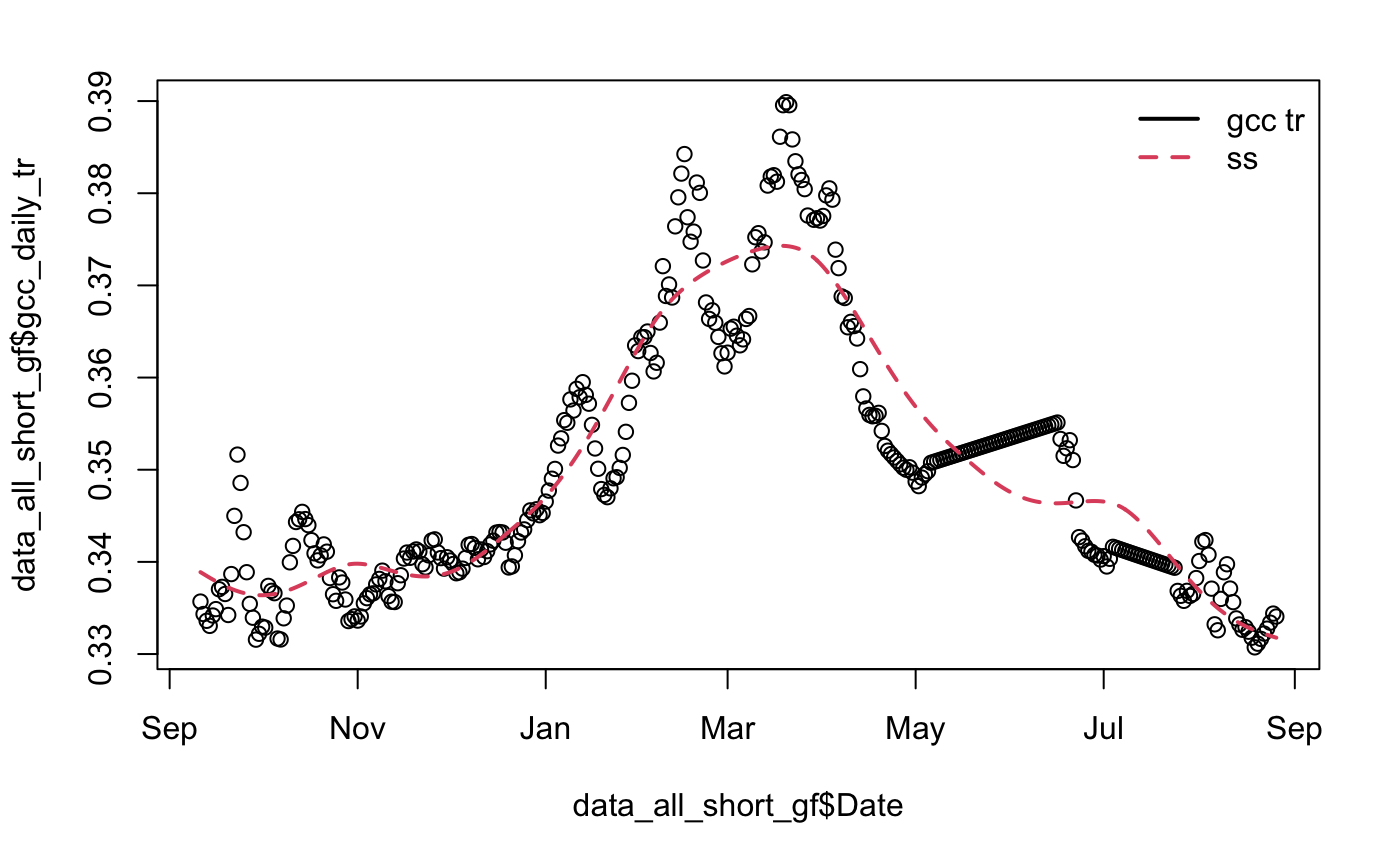 data_all_short_gf$gcc_daily_tr
0.39
0.38
0.37
0.36
0.35
0.34
0.33
gcc tr
ss
Sep Nov Jan Mar May Jul Sep
data_all_short_gf$Date